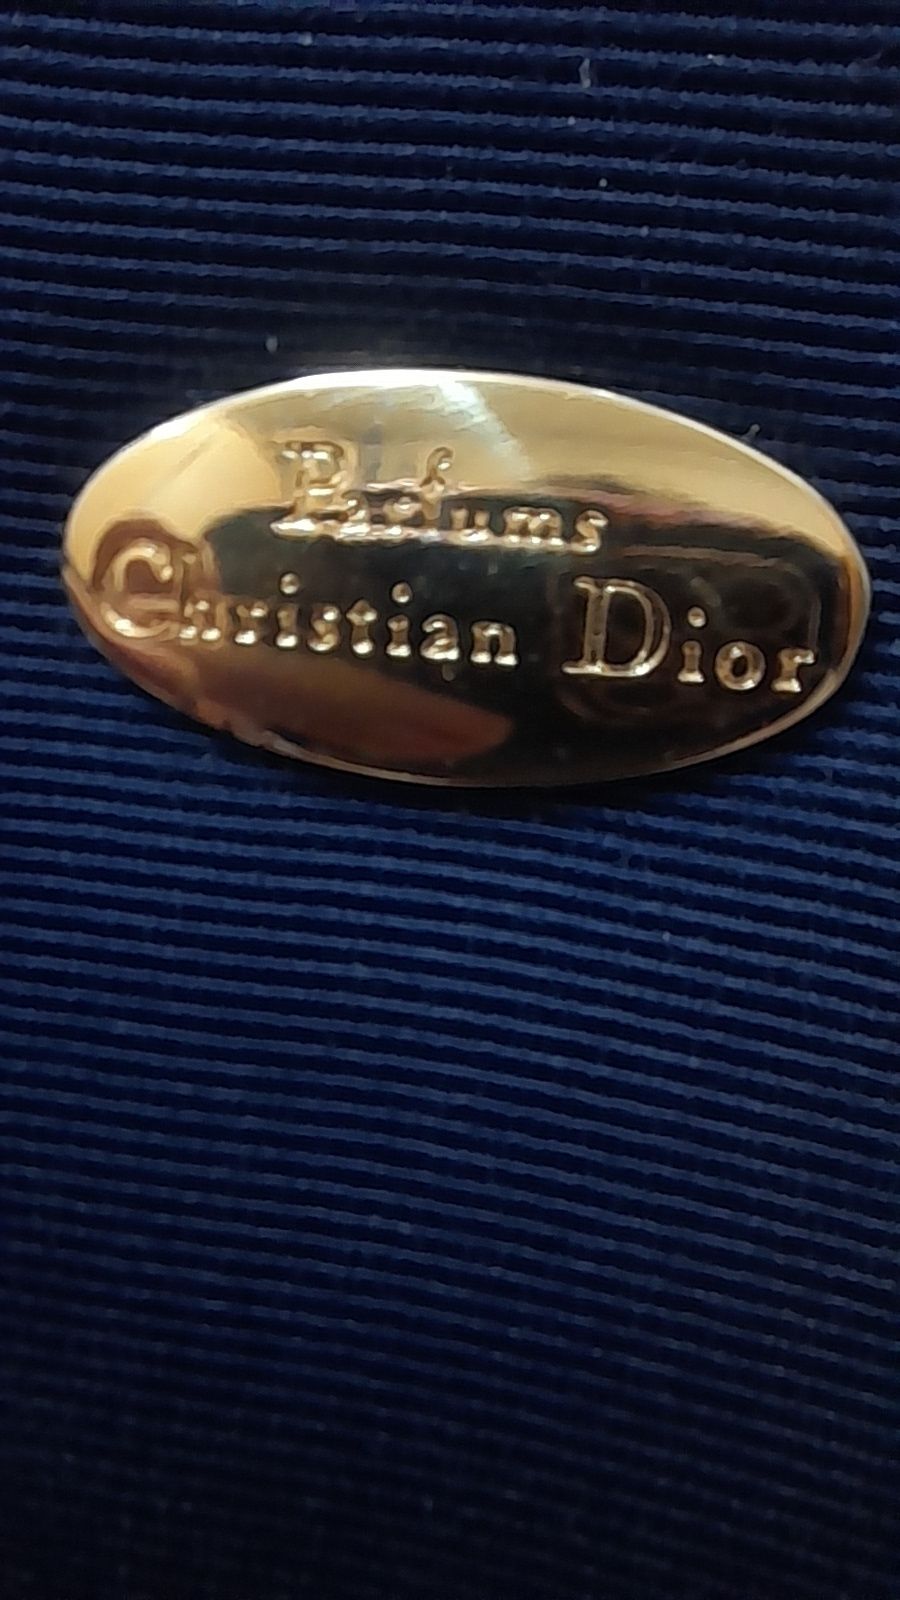 Parfums
Christian Dior